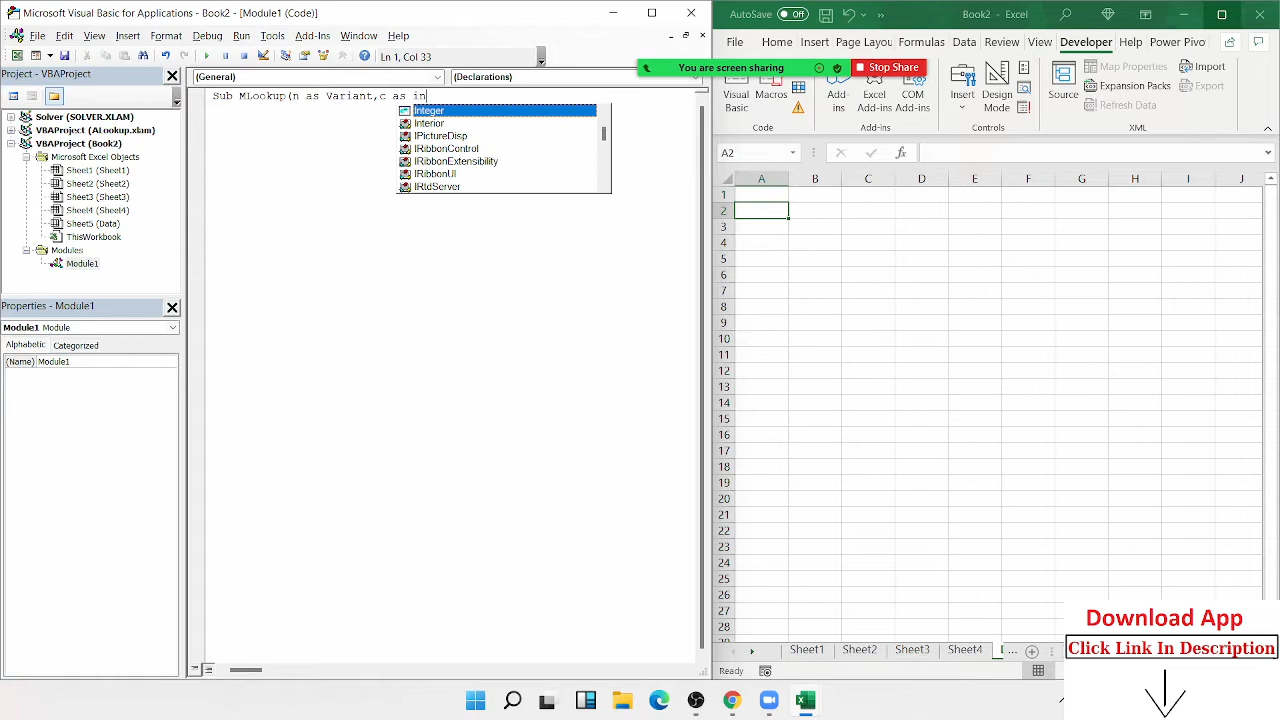 Microsoft Visual Basic for Applications - Book2 - [Module1 (Code)]
File Edit View Insert Format Debug Run Tools Add-Ins Window Help
Ln 1, Col 33
Project - VBAProject
Solver (SOLVER.XLAM)
VBAProject (ALookup.xlam)
VBAProject (Book2)
Microsoft Excel Objects
Sheet1 (Sheet1)
Sheet2 (Sheet2)
Sheet3 (Sheet3)
Sheet4 (Sheet4)
Sheet5 (Data)
ThisWorkbook
Modules
Module1
Properties - Module1
Module1 Module
Alphabetic Categorized
(Name) Module1
(General) (Declarations)
Sub MLookup(n as Variant,c as in
Integer
Interior
IPictureDisp
IRibbonControl
IRibbonExtensibility
IRibbonUI
IRtdServer
AutoSave Off Book2 - Excel
File Home Insert Page Layou Formulas Data Review View Developer Help Power Pivo
You are screen sharing Stop Share
Visual Basic
Macros
Code
Add-ins
Excel Add-ins
COM Add-ins
Add-ins
Insert
Design Mode
Controls
Source
Map Properties
Expansion Packs
Refresh Data
Import
Export
XML
A2 fx
A B C D E F G H I J
1
2
3
4
5
6
7
8
9
10
11
12
13
14
15
16
17
18
19
20
21
22
23
24
25
26
27
28
Sheet1 Sheet2 Sheet3 Sheet4 ...
Ready
Download App
Click Link In Description